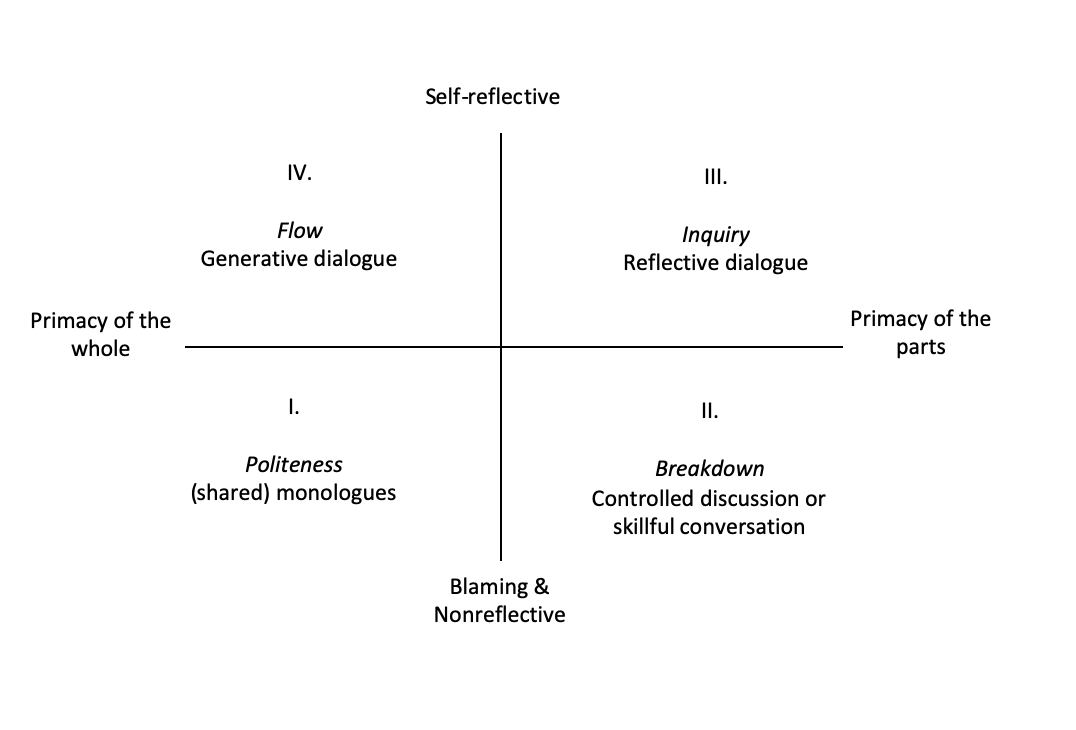 Self-reflective
IV.
Flow
Generative dialogue
III.
Inquiry
Reflective dialogue
Primacy of the
whole
Primacy of the
parts
I.
Politeness
(shared) monologues
II.
Breakdown
Controlled discussion or
skillful conversation
Blaming &
Nonreflective